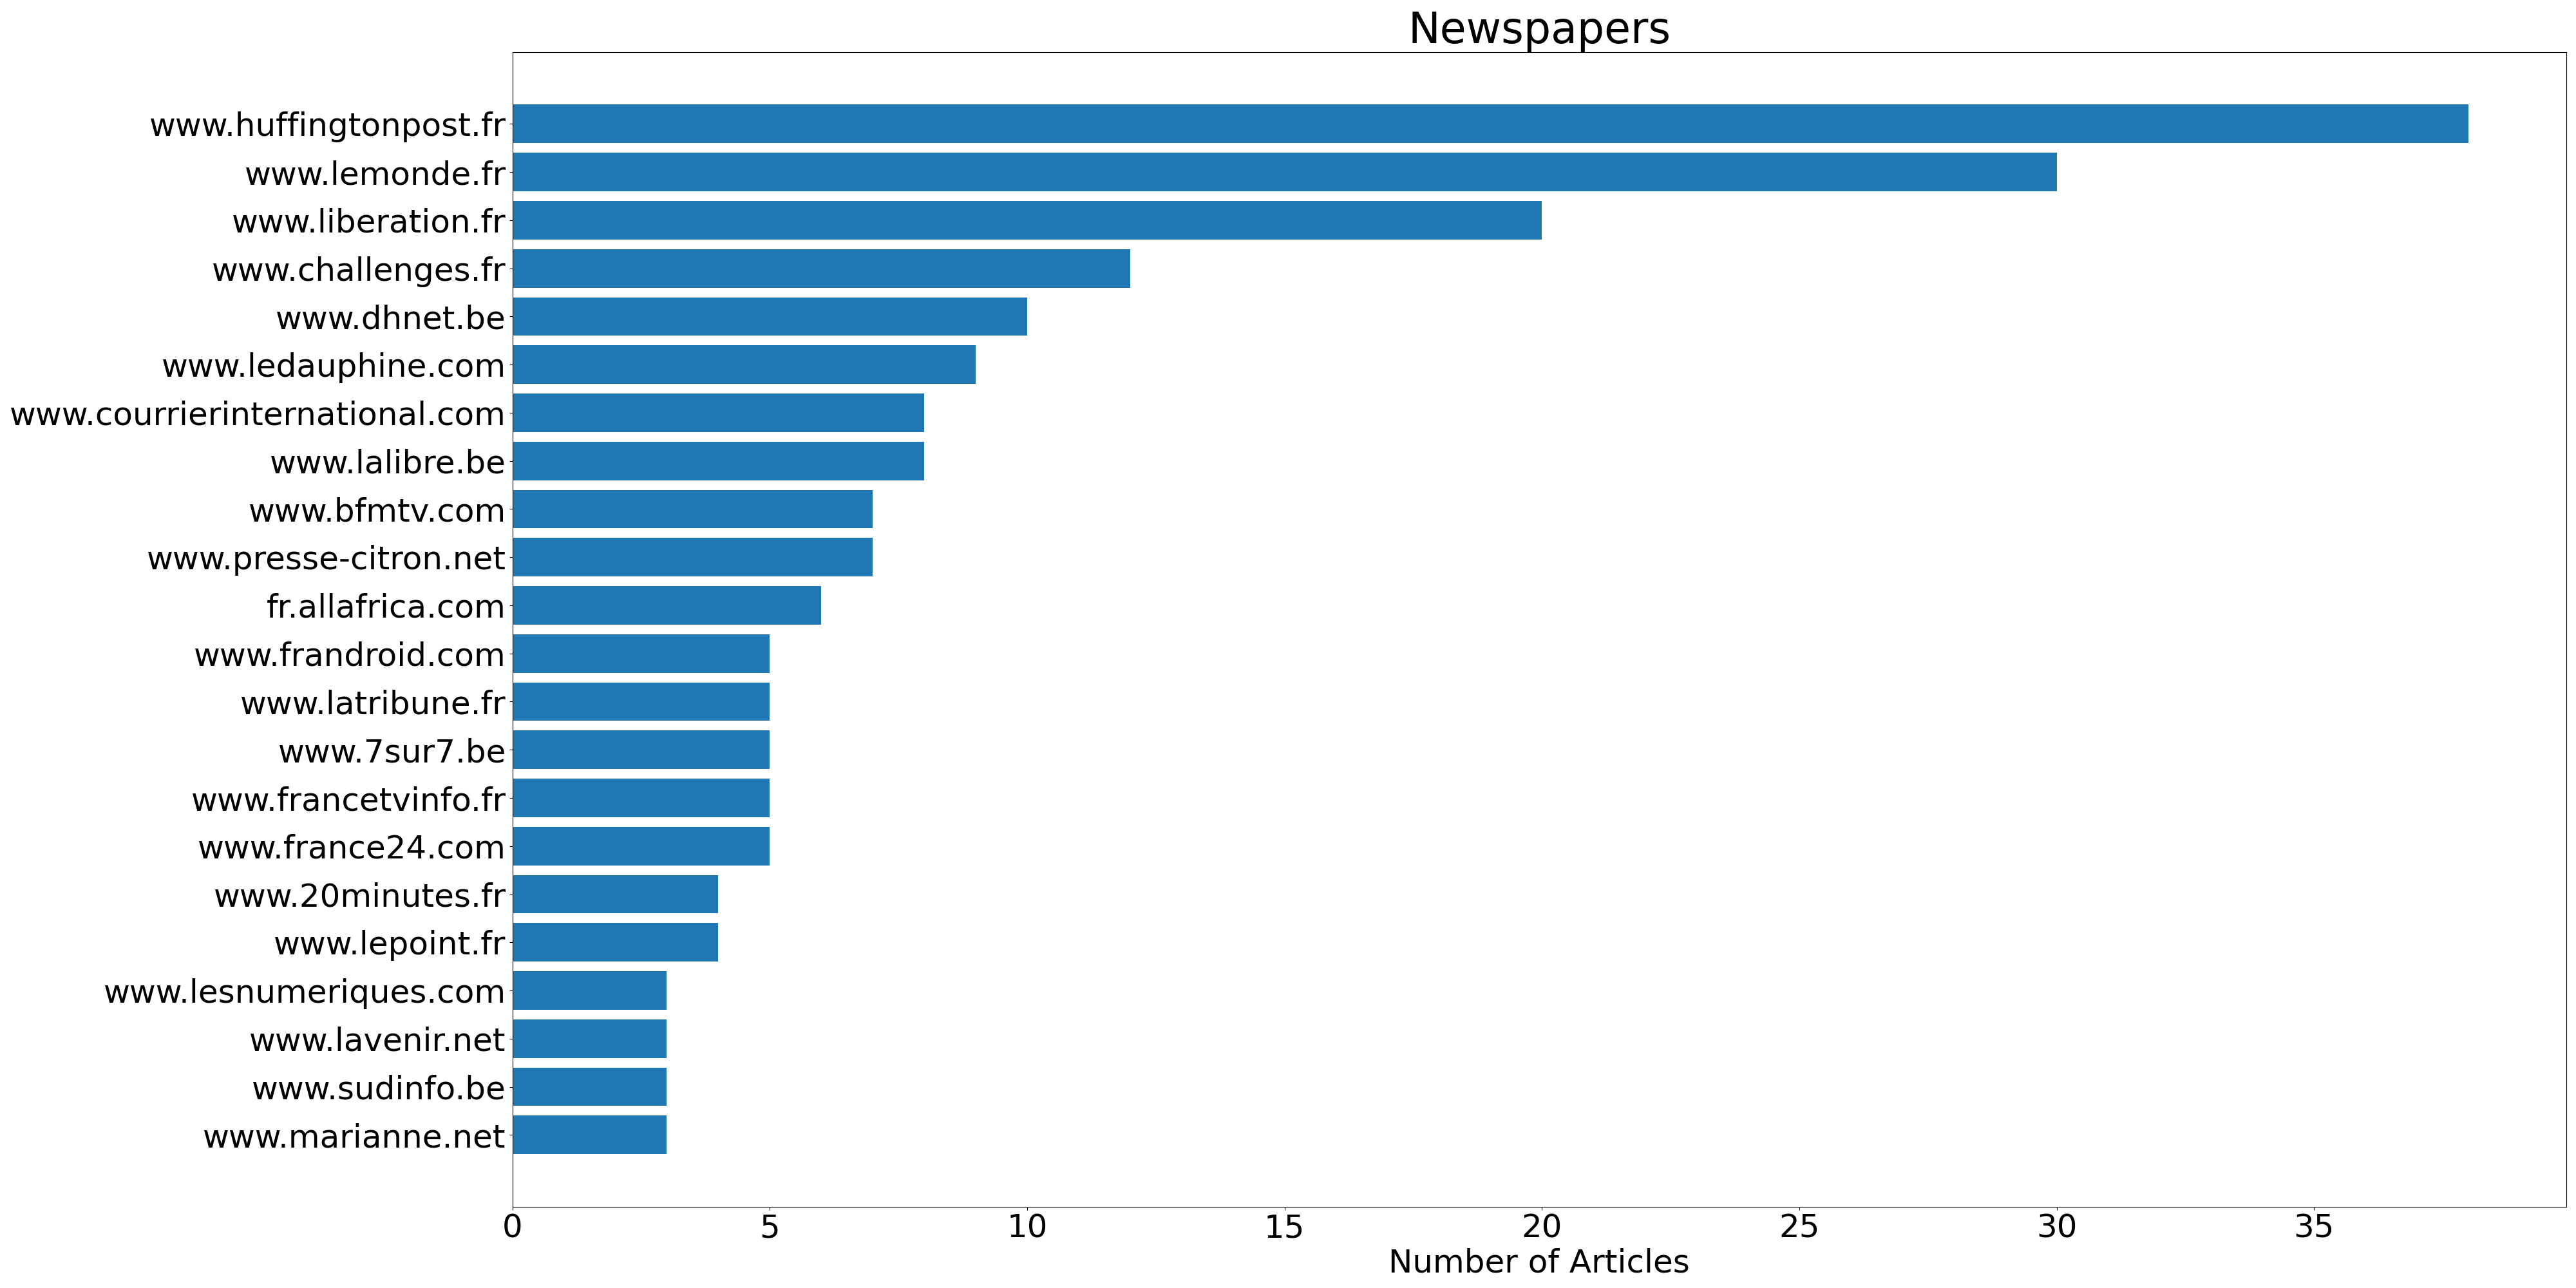 Newspapers
www.huffingtonpost.fr
www.lemonde.fr
www.liberation.fr
www.challenges.fr
www.dhnet.be
www.ledauphine.com
www.courrierinternational.com
www.lalibre.be
www.bfmtv.com
www.presse-citron.net
fr.allafrica.com
www.frandroid.com
www.latribune.fr
www.7sur7.be
www.francetvinfo.fr
www.france24.com
www.20minutes.fr
www.lepoint.fr
www.lesnumeriques.com
www.lavenir.net
www.sudinfo.be
www.marianne.net
0 5 10 15 20 25 30 35
Number of Articles